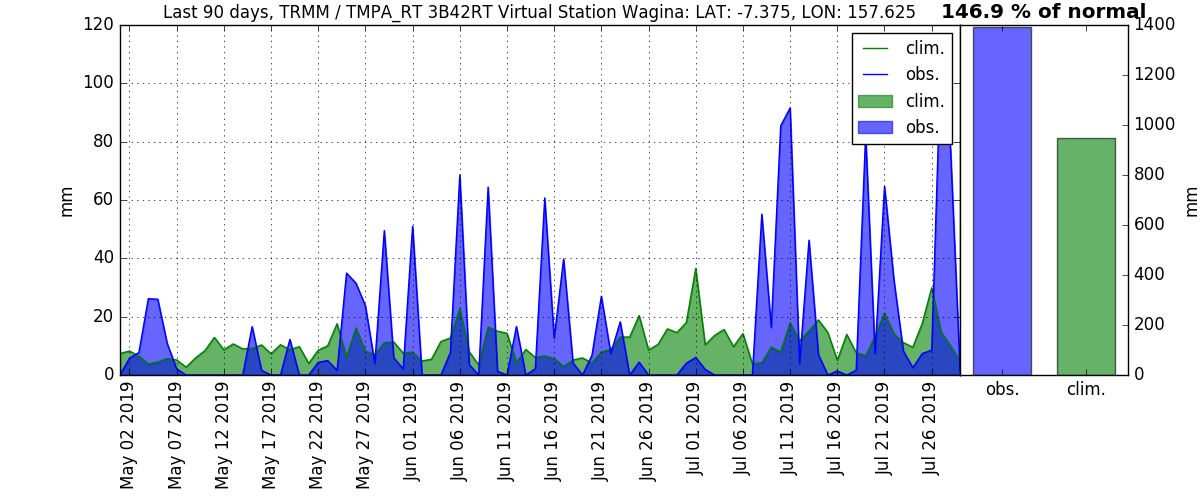 Last 90 days, TRMM / TMPA_RT 3B42RT Virtual Station Wagina: LAT: -7.375, LON: 157.625
146.9 % of normal
clim.
obs.
clim.
obs.
mm
120
100
80
60
40
20
0
May 02 2019
May 07 2019
May 12 2019
May 17 2019
May 22 2019
May 27 2019
Jun 01 2019
Jun 06 2019
Jun 11 2019
Jun 16 2019
Jun 21 2019
Jun 26 2019
Jul 01 2019
Jul 06 2019
Jul 11 2019
Jul 16 2019
Jul 21 2019
Jul 26 2019
obs.
clim.
1400
1200
1000
800
600
400
200
0
mm